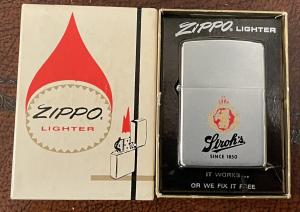 ZIPPO
LIGHTER
ZIPPO LIGHTER
Stroh's
SINCE 1850
IT WORKS...
OR WE FIX IT FREE